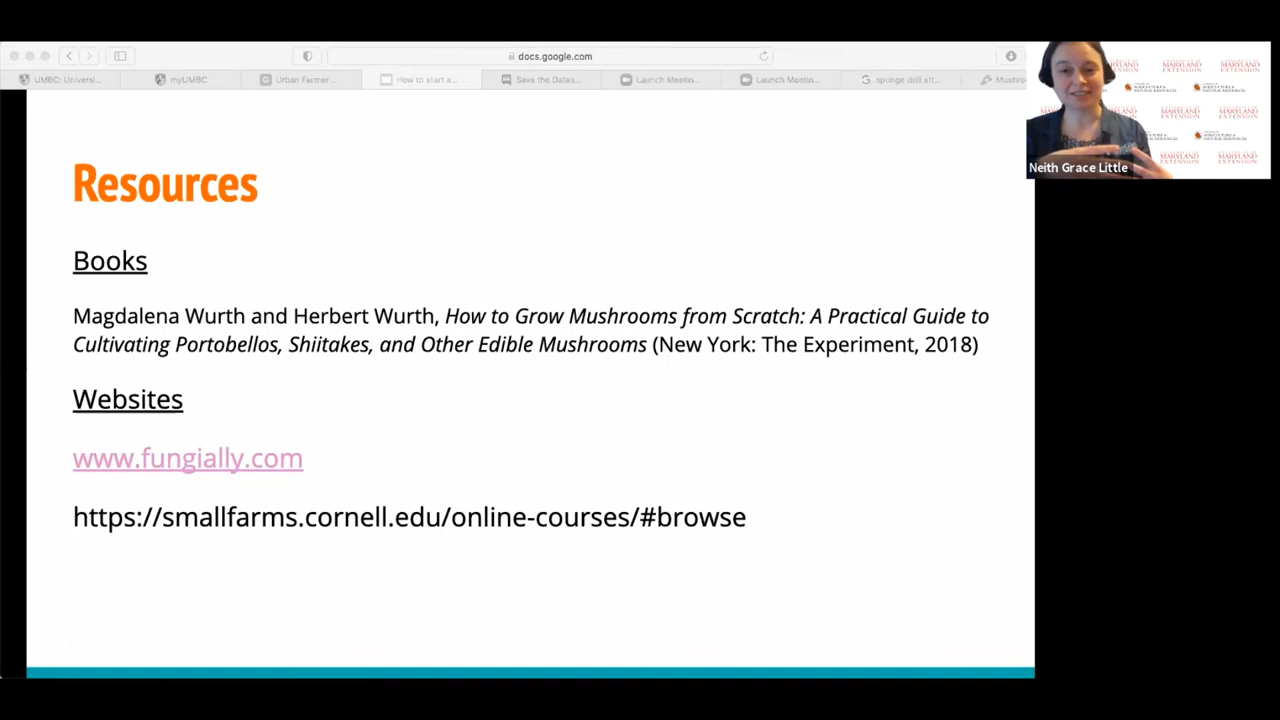 docs.google.com
UMBC: Universi...
myUMBC
Urban Farmer...
How to start a...
Save the Dates...
Launch Meetin...
Launch Meetin...
sponge drill att...
Mushro
Neith Grace Little
MARYLAND
EXTENSION
Resources
Books
Magdalena Wurth and Herbert Wurth, How to Grow Mushrooms from Scratch: A Practical Guide to
Cultivating Portobellos, Shiitakes, and Other Edible Mushrooms (New York: The Experiment, 2018)
Websites
www.fungially.com
https://smallfarms.cornell.edu/online-courses/#browse